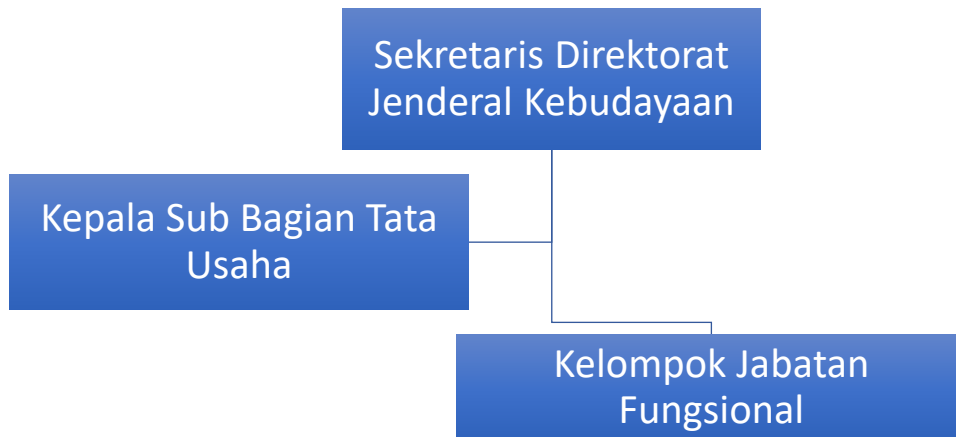 Sekretaris Direktorat
Jenderal Kebudayaan
Kepala Sub Bagian Tata
Usaha
Kelompok Jabatan
Fungsional